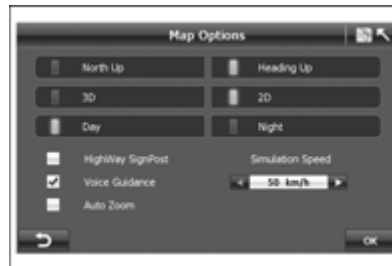 Map Options
North Up
Heading Up
3D
2D
Day
Night
HighWay SignPost
Simulation Speed
Voice Guidance
50 km/h
Auto Zoom
OK